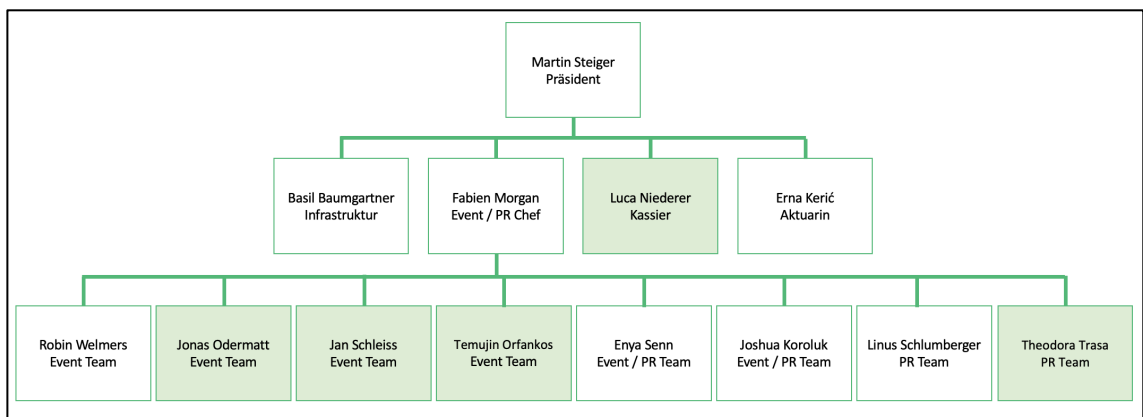 Martin Steiger
Präsident
Basil Baumgartner
Infrastruktur
Fabien Morgan
Event / PR Chef
Luca Niederer
Kassier
Erna Kerić
Aktuarin
Robin Welmers
Event Team
Jonas Odermatt
Event Team
Jan Schleiss
Event Team
Temujin Orfankos
Event Team
Enya Senn
Event / PR Team
Joshua Koroluk
Event / PR Team
Linus Schlumberger
PR Team
Theodora Trasa
PR Team